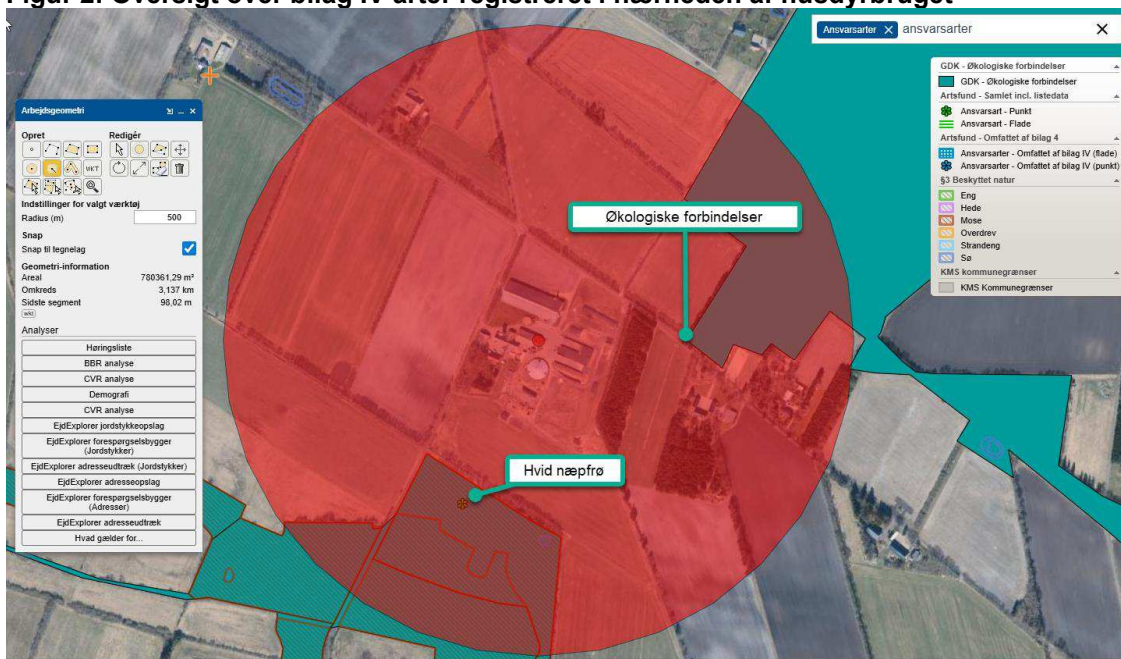 Figur 2. Oversigt over bilag IV-arter registreret i nærheden af husdyrbruget
Ansvarsarter X ansvarsarter X
GDK - Økologiske forbindelser
GDK - Økologiske forbindelser
Artsfund - Samlet incl. listedata
Ansvarsart - Punkt
Ansvarsart - Flade
Artsfund - Omfattet af bilag 4
Ansvarsarter - Omfattet af bilag IV (flade)
Ansvarsarter - Omfattet af bilag IV (punkt)
§3 Beskyttet natur
Eng
Hede
Mose
Overdrev
Strandeng
Sø
KMS kommunegrænser
KMS Kommunegrænser
Arbejdsgeometri
Opret Redigér
WKT
Indstillinger for valgt værktøj
Radius (m) 500
Snap
Snap til tegnelag
Geometri-information
Areal 780361,29 m²
Omkreds 3,137 km
Sidste segment 98,02 m
wkt
Analyser
Høringsliste
BBR analyse
CVR analyse
Demografi
CVR analyse
EjdExplorer jordstykkeopslag
EjdExplorer forespørgselsbygger
(Jordstykker)
EjdExplorer adresseudtræk (Jordstykker)
EjdExplorer adresseopslag
EjdExplorer forespørgselsbygger
(Adresser)
EjdExplorer adresseudtræk
Hvad gælder for...
Økologiske forbindelser
Hvid næpfrø